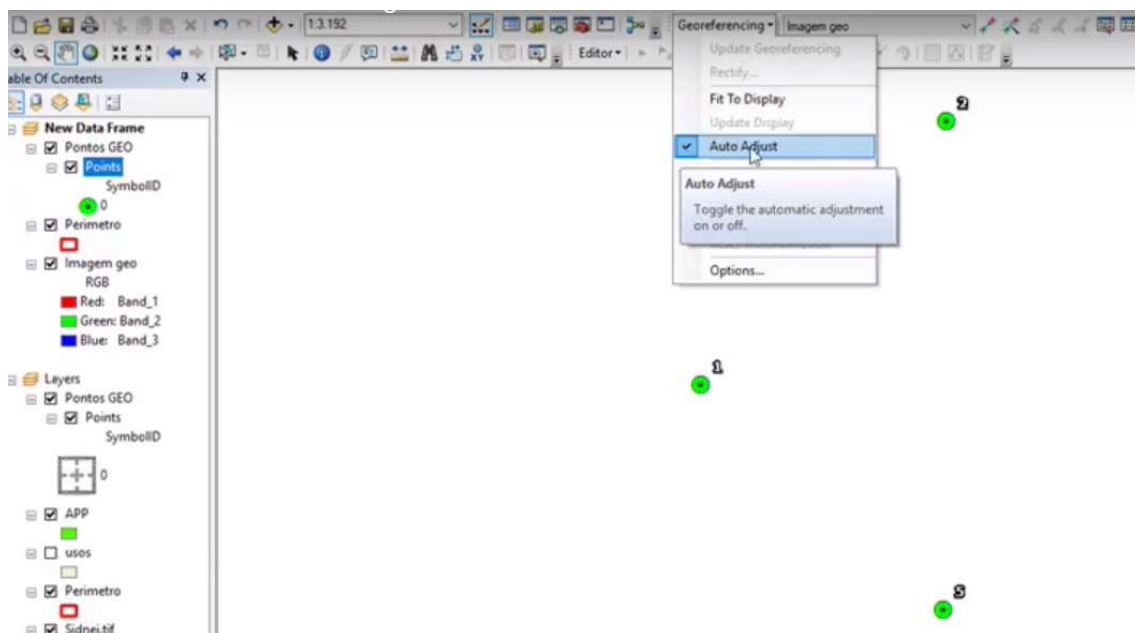 1:3.192
Georeferencing
Imagem geo
Editor
Table Of Contents
New Data Frame
Pontos GEO
Points
SymbolID
0
Perimetro
Imagem geo
RGB
Red: Band_1
Green: Band_2
Blue: Band_3
Layers
Pontos GEO
Points
SymbolID
0
APP
usos
Perimetro
Sidnei.tif
Update Georeferencing
Rectify...
Fit To Display
Update Display
Auto Adjust
Auto Adjust
Toggle the automatic adjustment
on or off.
Options...
2
1
5